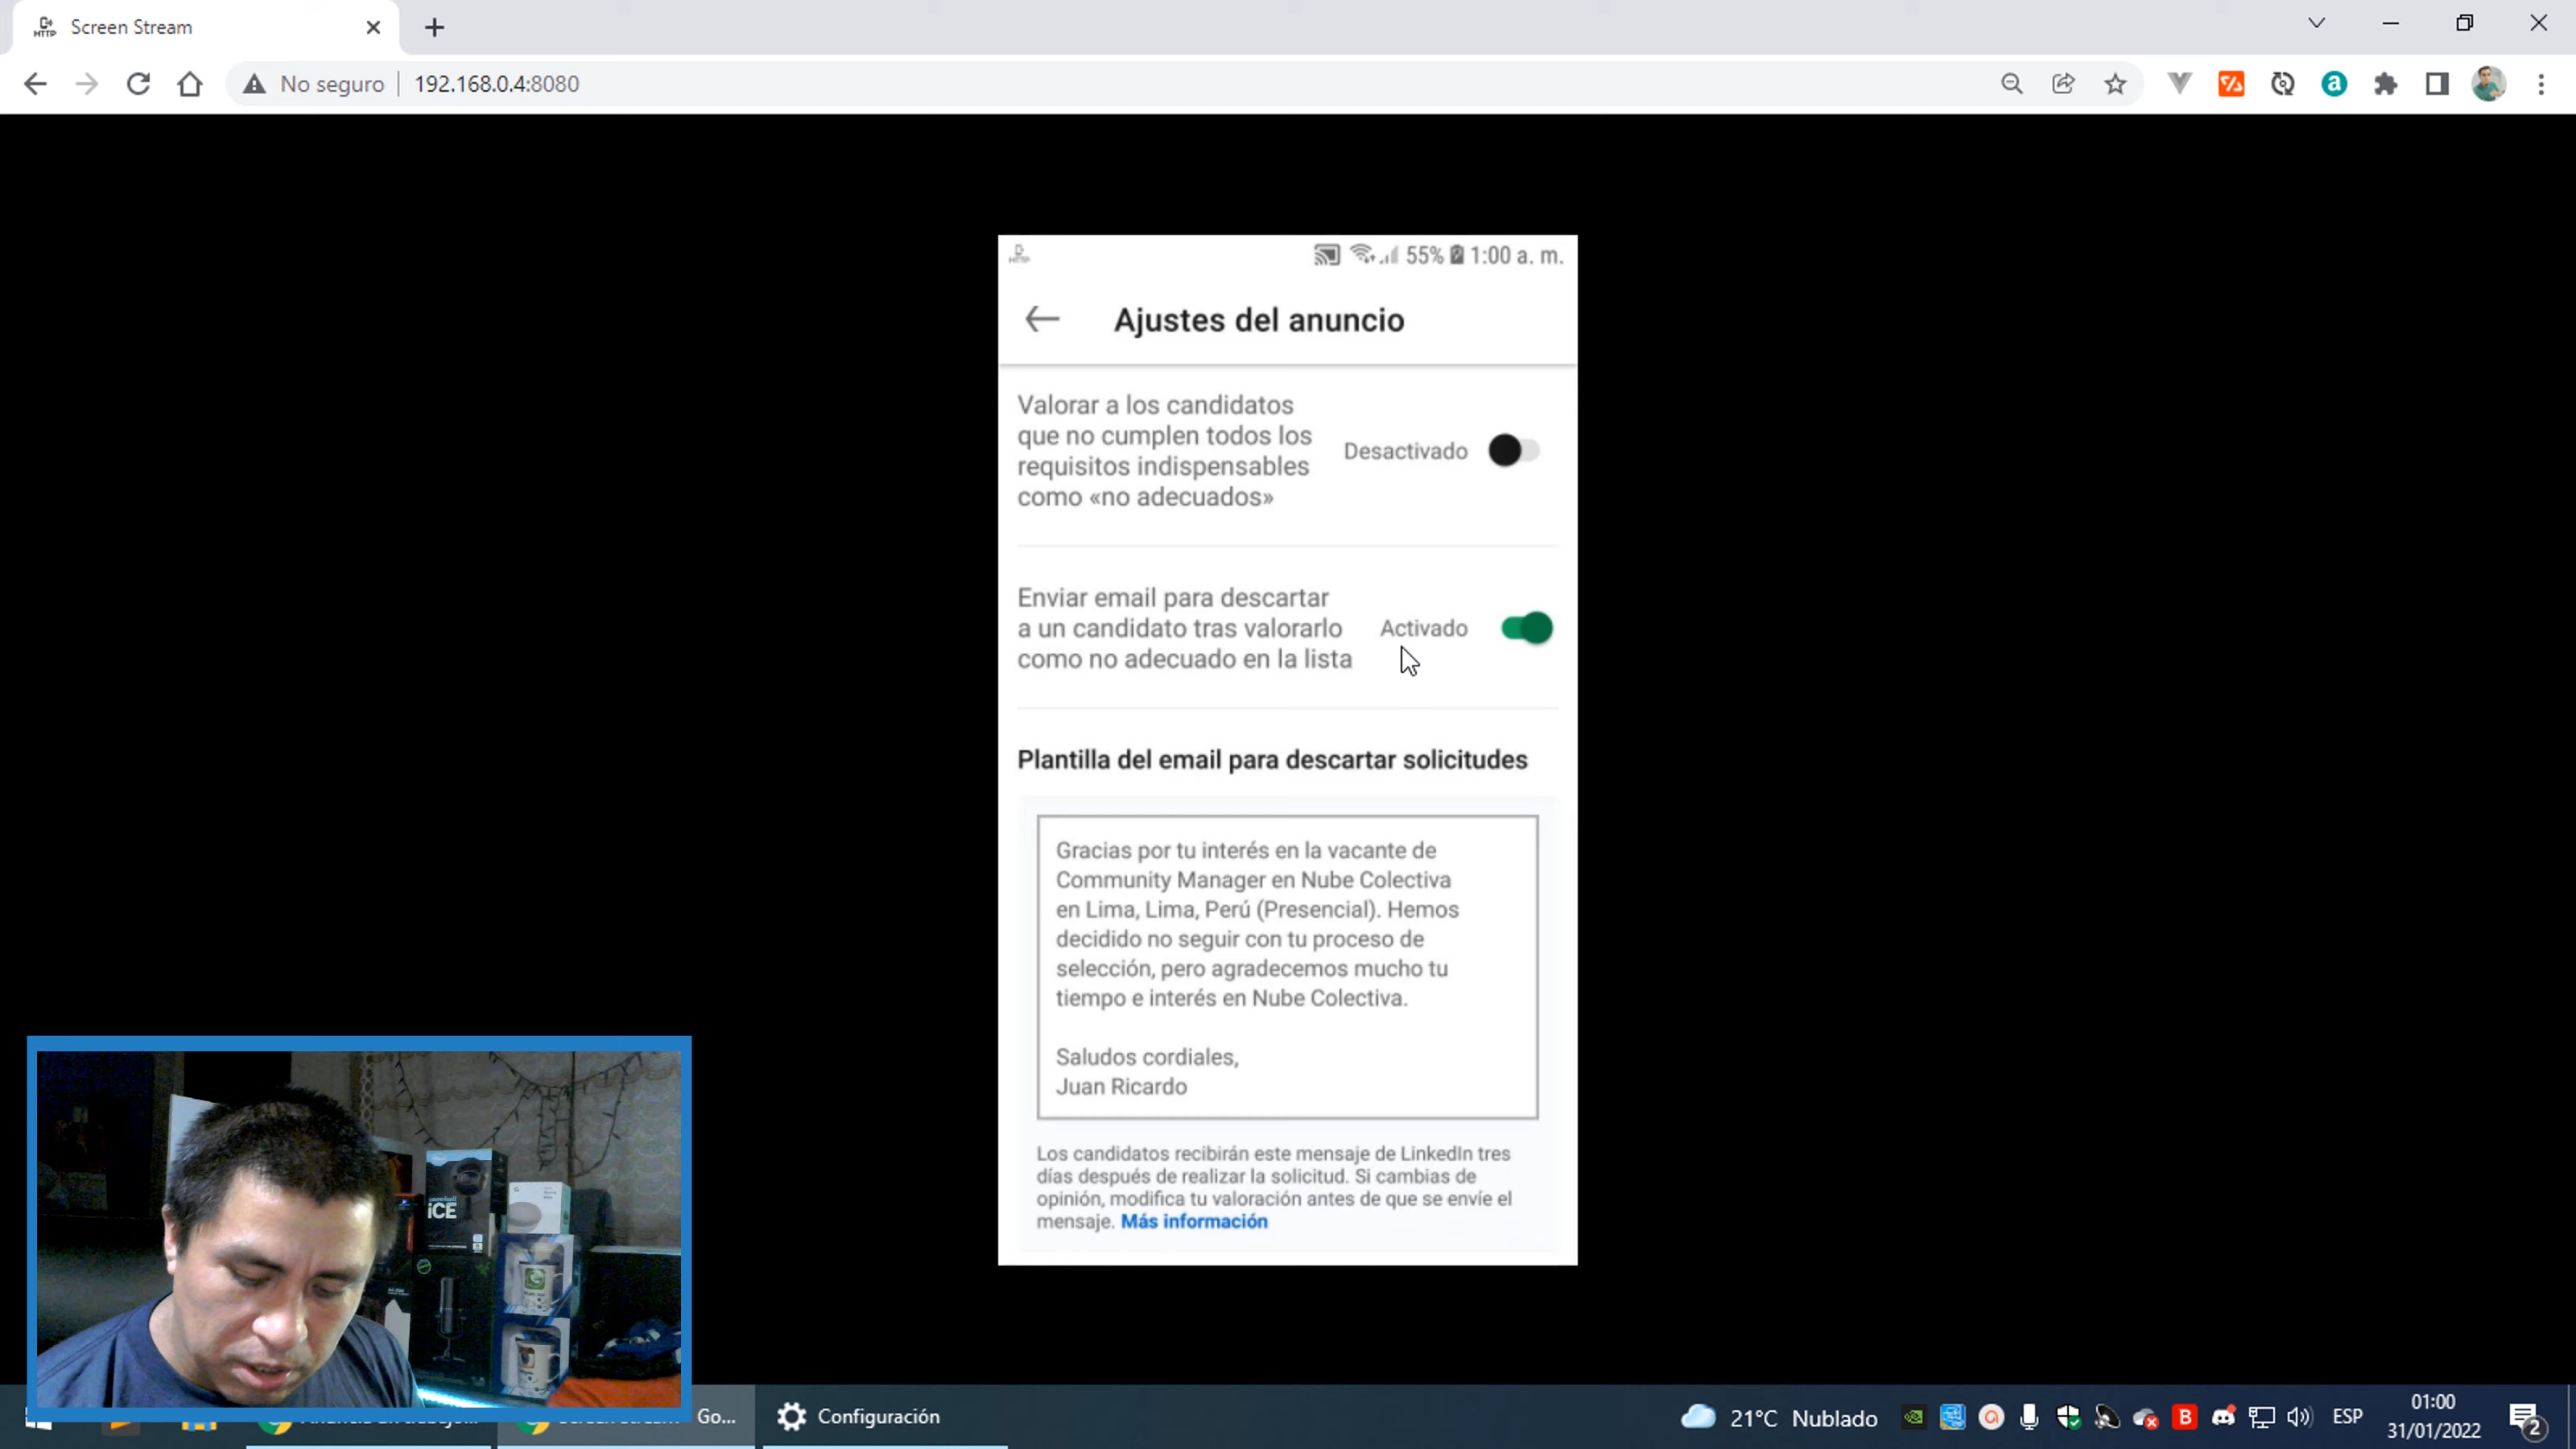 Screen Stream
No seguro
192.168.0.4:8080
HTTP
55%
1:00 a. m.
Ajustes del anuncio
Valorar a los candidatos
que no cumplen todos los
requisitos indispensables
como «no adecuados»
Desactivado
Enviar email para descartar
a un candidato tras valorarlo
como no adecuado en la lista
Activado
Plantilla del email para descartar solicitudes
Gracias por tu interés en la vacante de
Community Manager en Nube Colectiva
en Lima, Lima, Perú (Presencial). Hemos
decidido no seguir con tu proceso de
selección, pero agradecemos mucho tu
tiempo e interés en Nube Colectiva.
Saludos cordiales,
Juan Ricardo
Los candidatos recibirán este mensaje de LinkedIn tres
días después de realizar la solicitud. Si cambias de
opinión, modifica tu valoración antes de que se envíe el
mensaje. Más información
iCE
Go...
Configuración
21°C Nublado
ESP
01:00
31/01/2022
2